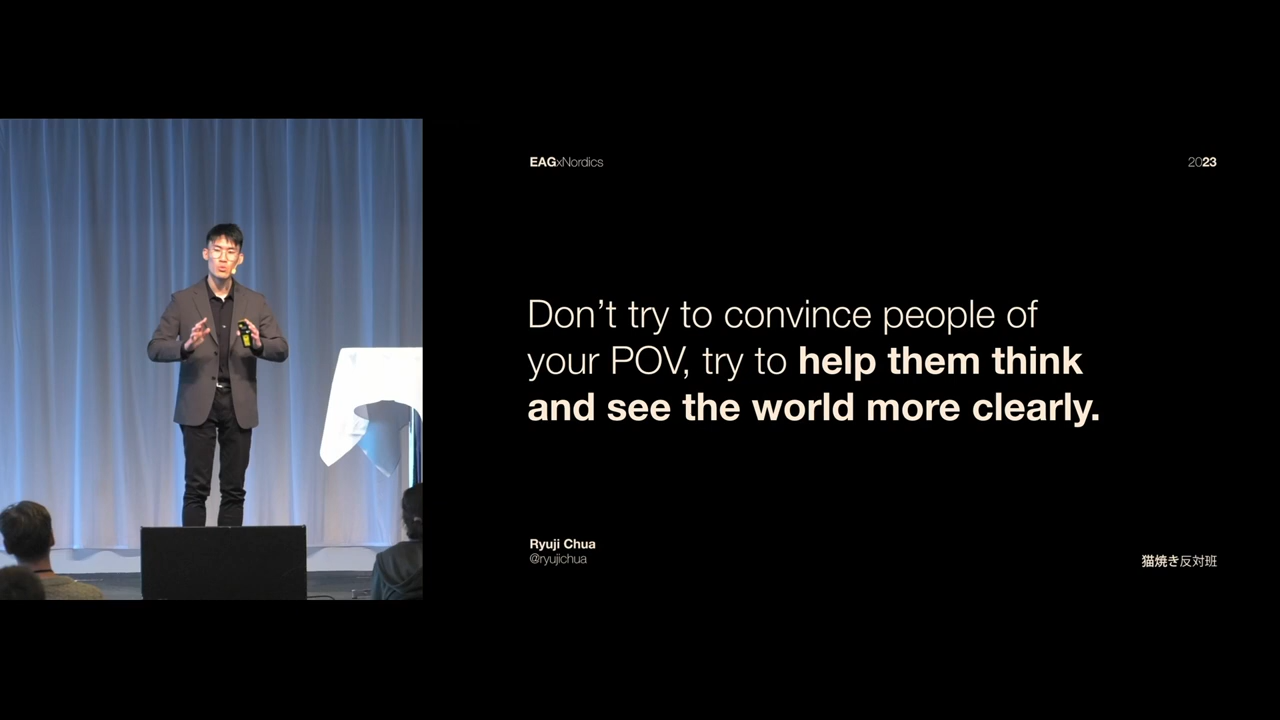 EAGxNordics
2023
Don’t try to convince people of
your POV, try to help them think
and see the world more clearly.
Ryuji Chua
@ryujichua
猫焼き反対班